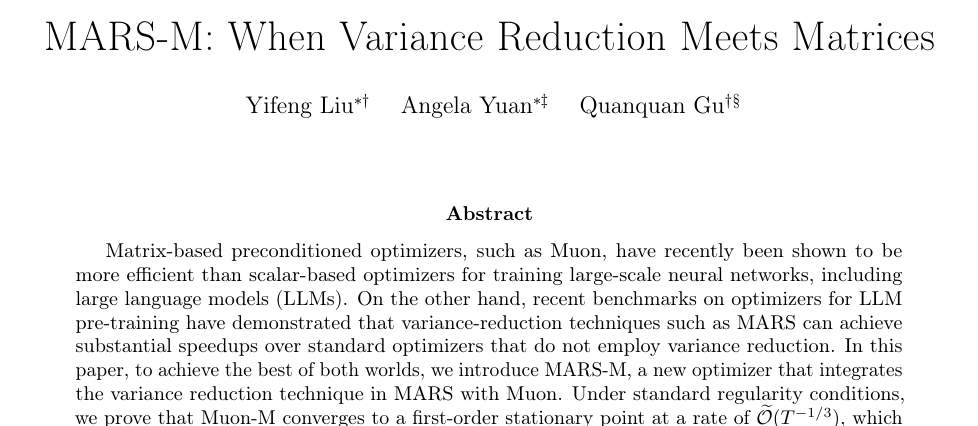 MARS-M: When Variance Reduction Meets Matrices
Yifeng Liu*† Angela Yuan*‡ Quanquan Gu†§
Abstract
Matrix-based preconditioned optimizers, such as Muon, have recently been shown to be
more efficient than scalar-based optimizers for training large-scale neural networks, including
large language models (LLMs). On the other hand, recent benchmarks on optimizers for LLM
pre-training have demonstrated that variance-reduction techniques such as MARS can achieve
substantial speedups over standard optimizers that do not employ variance reduction. In this
paper, to achieve the best of both worlds, we introduce MARS-M, a new optimizer that integrates
the variance reduction technique in MARS with Muon. Under standard regularity conditions,
we prove that Muon-M converges to a first-order stationary point at a rate of Õ(T⁻¹ᐟ³), which